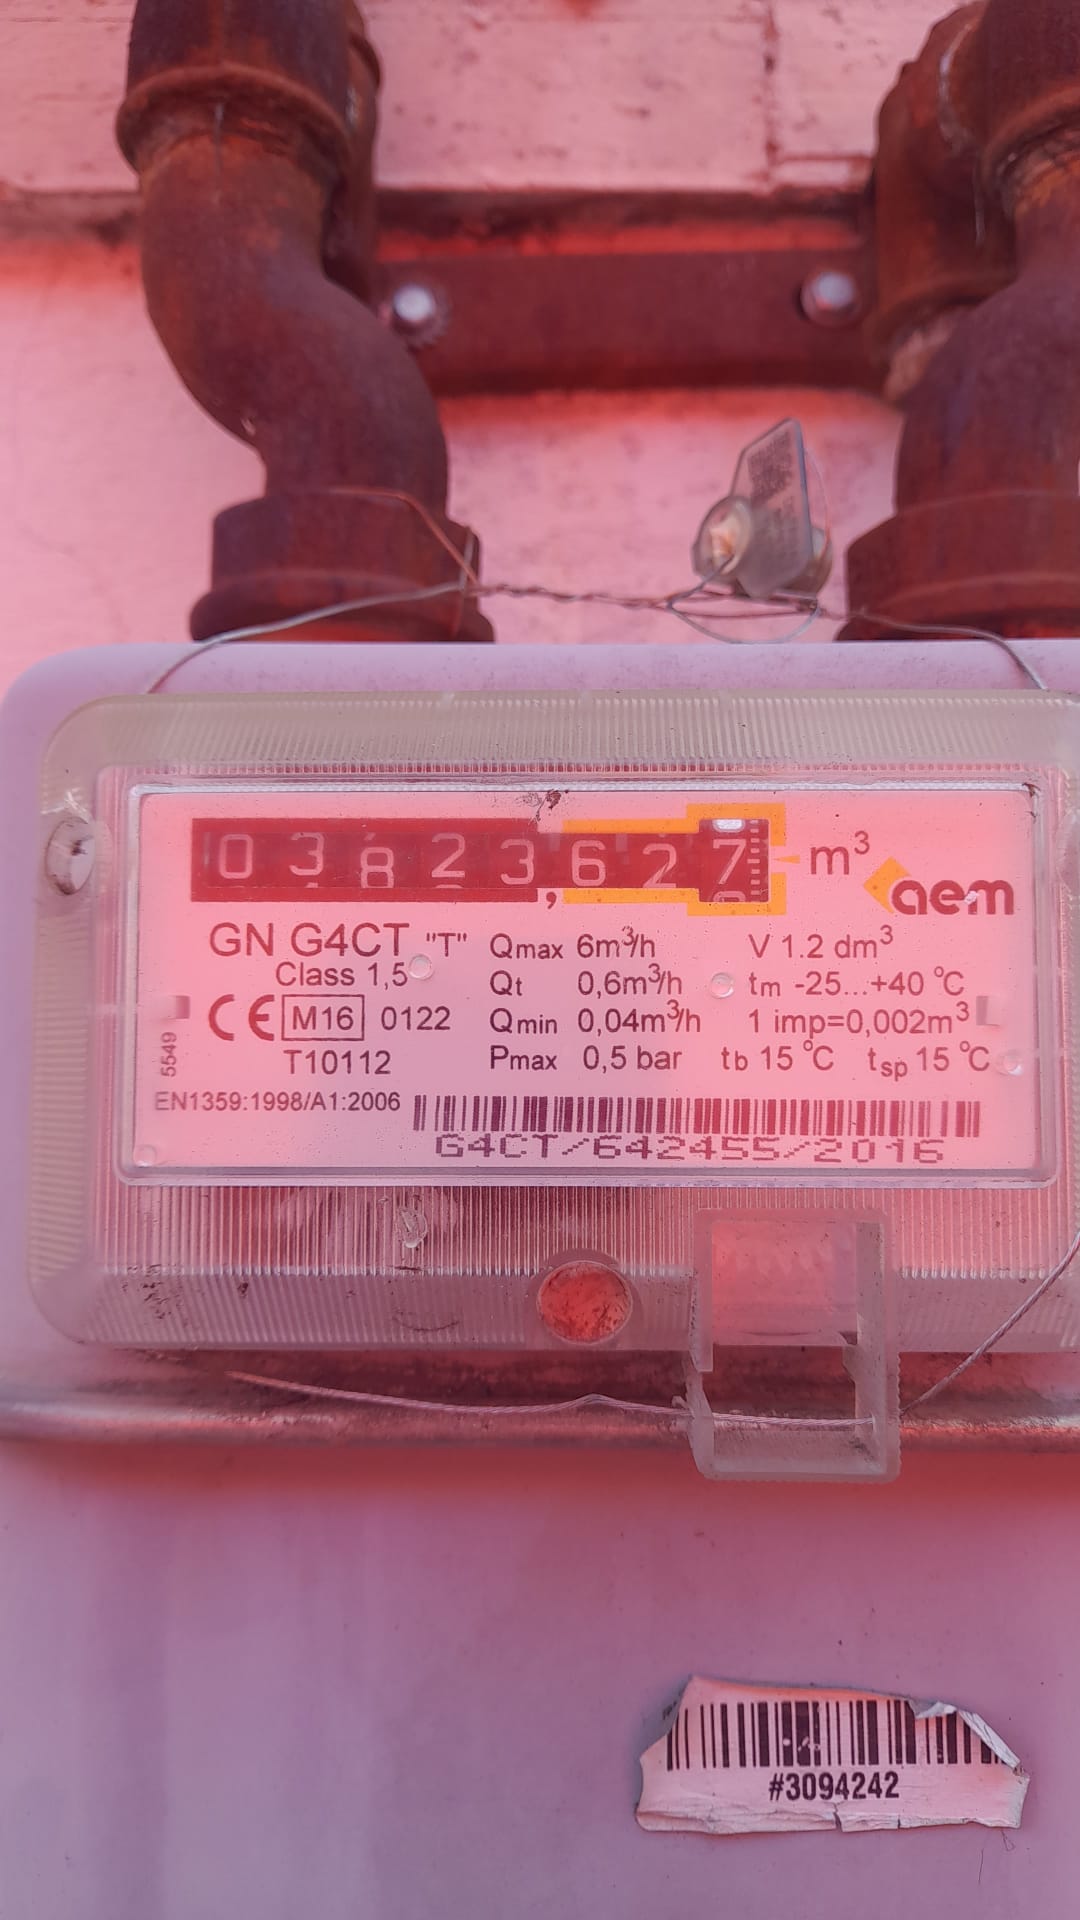 03823,627 m³
aem
GN G4CT "T" Qmax 6m³/h V 1.2 dm³
Class 1,5 Qt 0,6m³/h tm -25...+40 °C
CE M16 0122 Qmin 0,04m³/h 1 imp=0,002m³
T10112 Pmax 0,5 bar tb 15 °C tsp 15 °C
5549
EN1359:1998/A1:2006
G4CT/642455/2016
#3094242